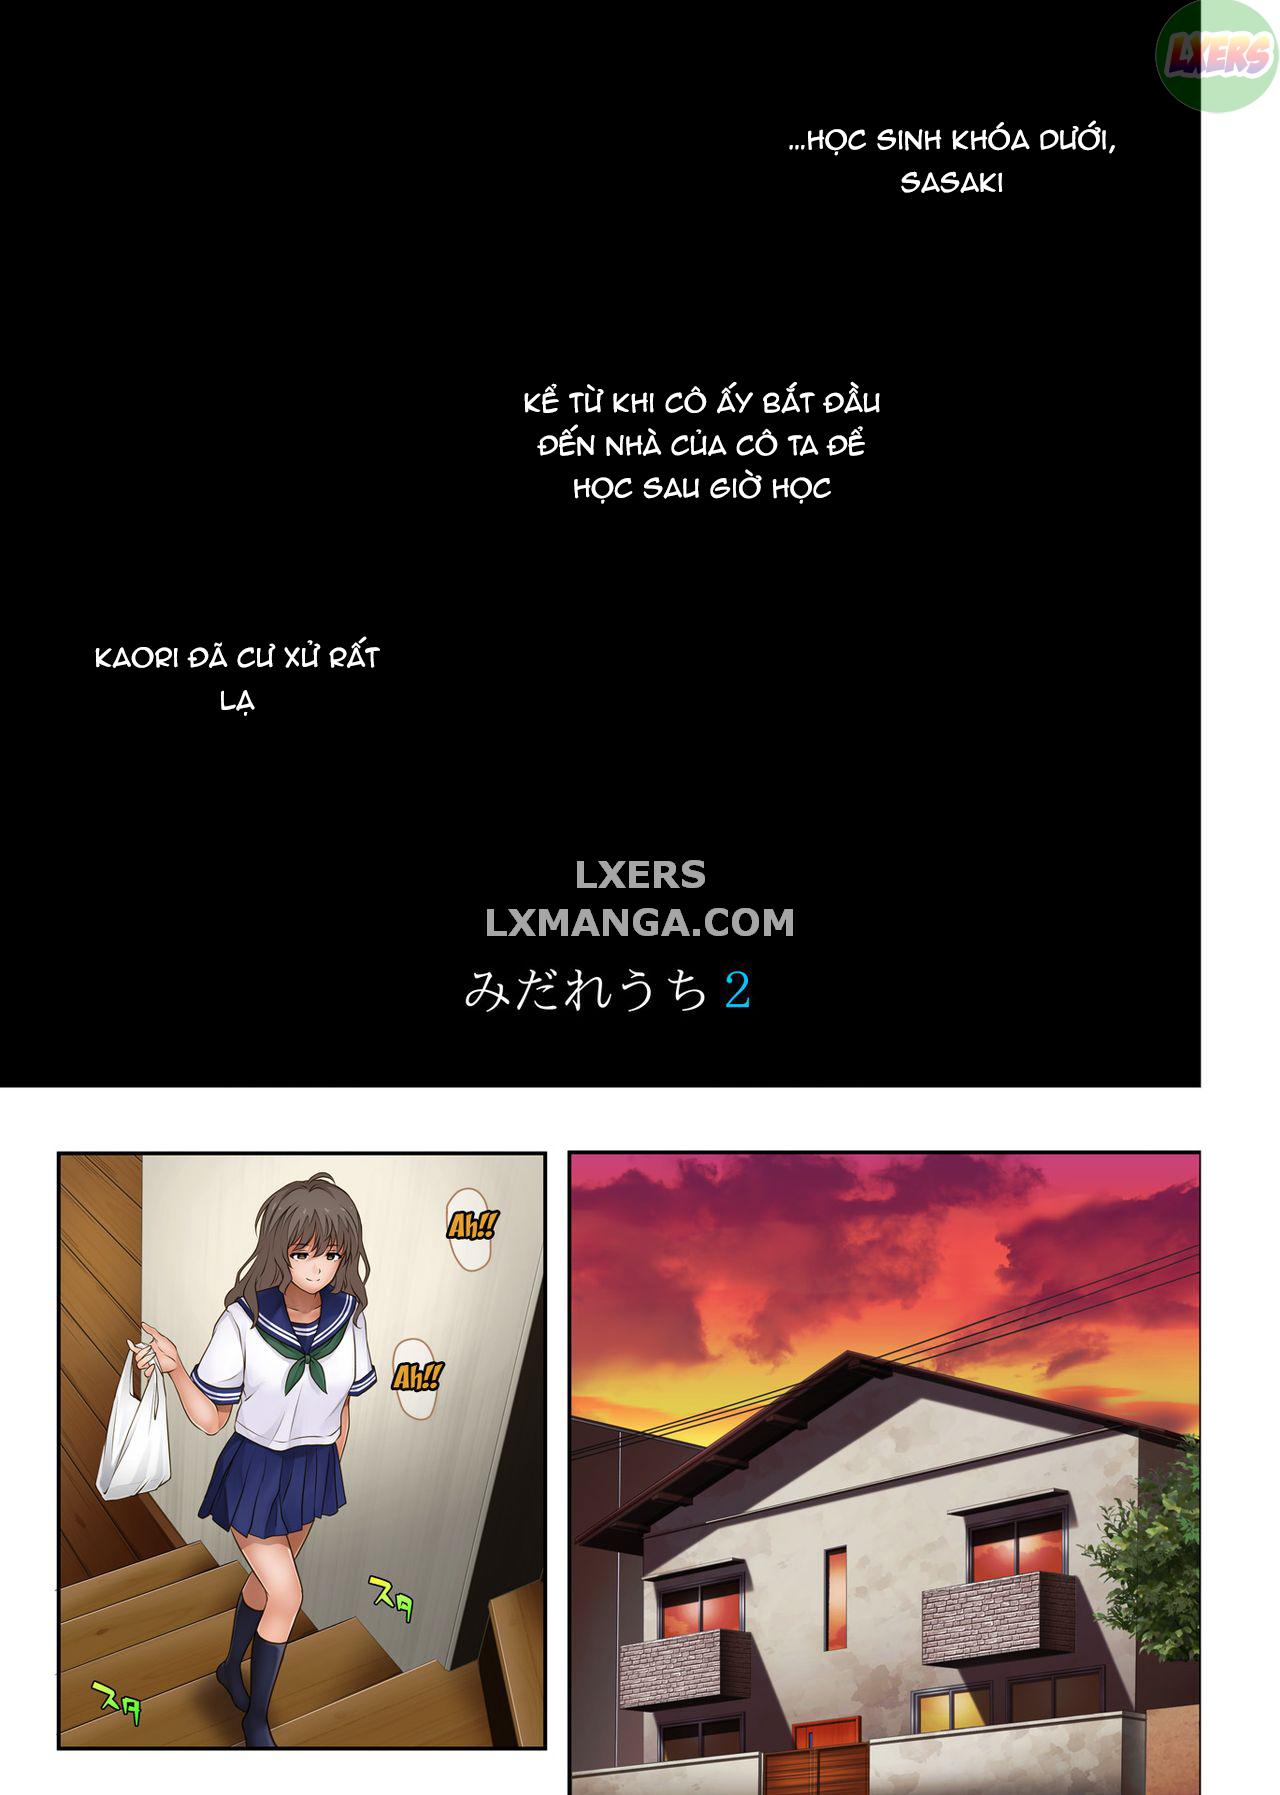 LXERS
...HỌC SINH KHÓA DƯỚI,
SASAKI
KỂ TỪ KHI CÔ ẤY BẮT ĐẦU
ĐẾN NHÀ CỦA CÔ TA ĐỂ
HỌC SAU GIỜ HỌC
KAORI ĐÃ CƯ XỬ RẤT
LẠ
LXERS
LXMANGA.COM
みだれうち2
Ah!!
Ah!!
スタ
スタ